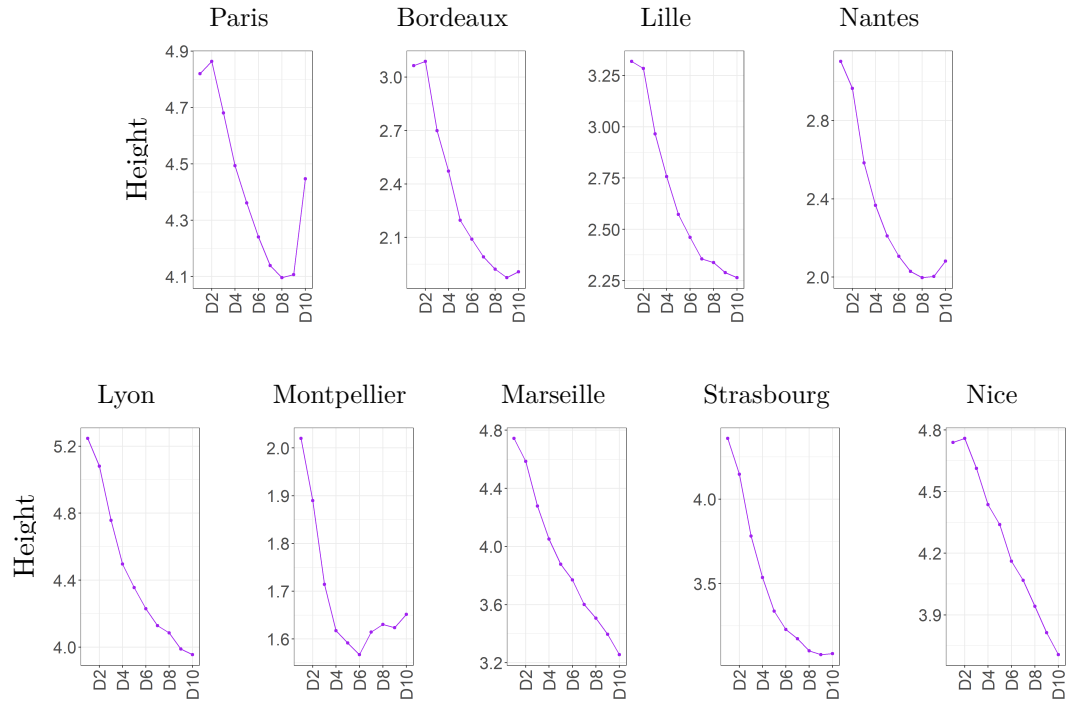 Paris Bordeaux Lille Nantes
Height
4.9
4.7
4.5
4.3
4.1
D2 D4 D6 D8 D10
3.0
2.7
2.4
2.1
D2 D4 D6 D8 D10
3.25
3.00
2.75
2.50
2.25
D2 D4 D6 D8 D10
2.8
2.4
2.0
D2 D4 D6 D8 D10
Lyon Montpellier Marseille Strasbourg Nice
Height
5.2
4.8
4.4
4.0
D2 D4 D6 D8 D10
2.0
1.9
1.8
1.7
1.6
D2 D4 D6 D8 D10
4.8
4.4
4.0
3.6
3.2
D2 D4 D6 D8 D10
4.0
3.5
D2 D4 D6 D8 D10
4.8
4.5
4.2
3.9
D2 D4 D6 D8 D10